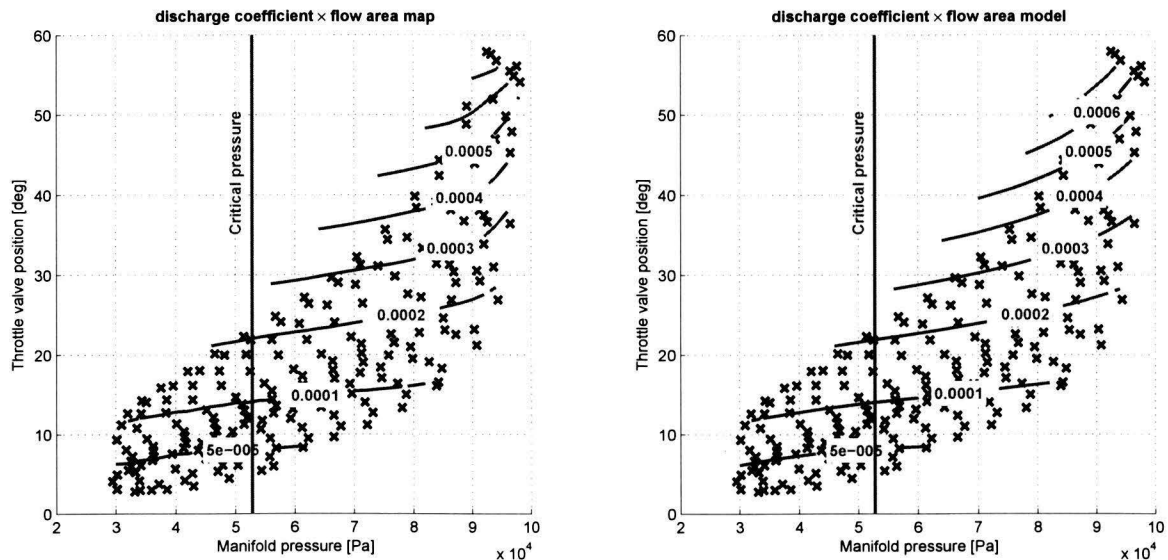 discharge coefficient × flow area map
60
50
40
30
20
10
0
Throttle valve position [deg]
Critical pressure
0.0005
0.0004
0.0003
0.0002
0.0001
5e-005
2 3 4 5 6 7 8 9 10
Manifold pressure [Pa]
x 10⁴
discharge coefficient × flow area model
60
50
40
30
20
10
0
Throttle valve position [deg]
Critical pressure
0.0006
0.0005
0.0004
0.0003
0.0002
0.0001
5e-005
2 3 4 5 6 7 8 9 10
Manifold pressure [Pa]
x 10⁴